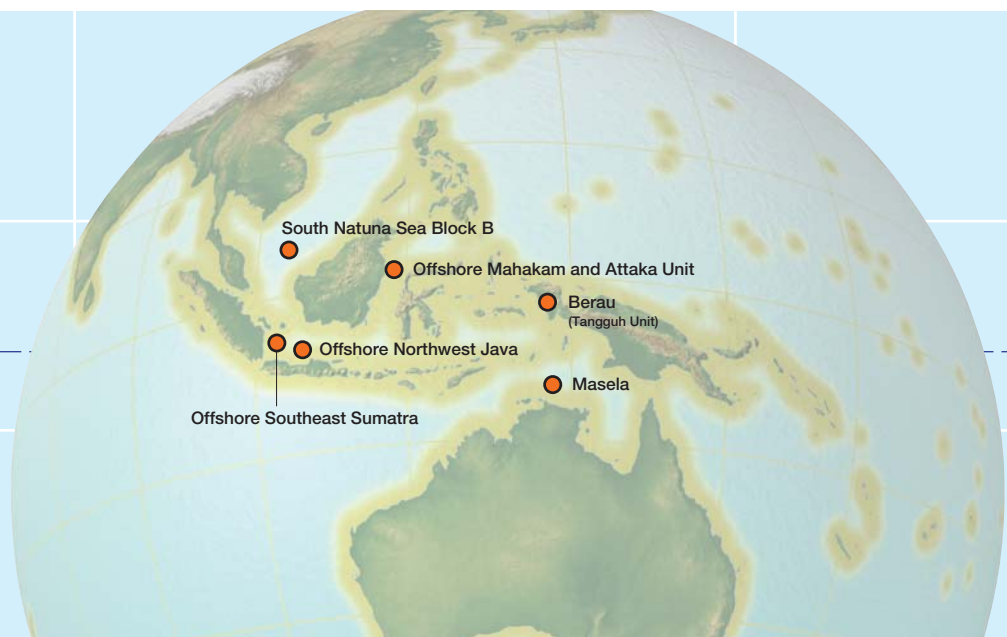 South Natuna Sea Block B
Offshore Mahakam and Attaka Unit
Berau
(Tangguh Unit)
Offshore Northwest Java
Masela
Offshore Southeast Sumatra